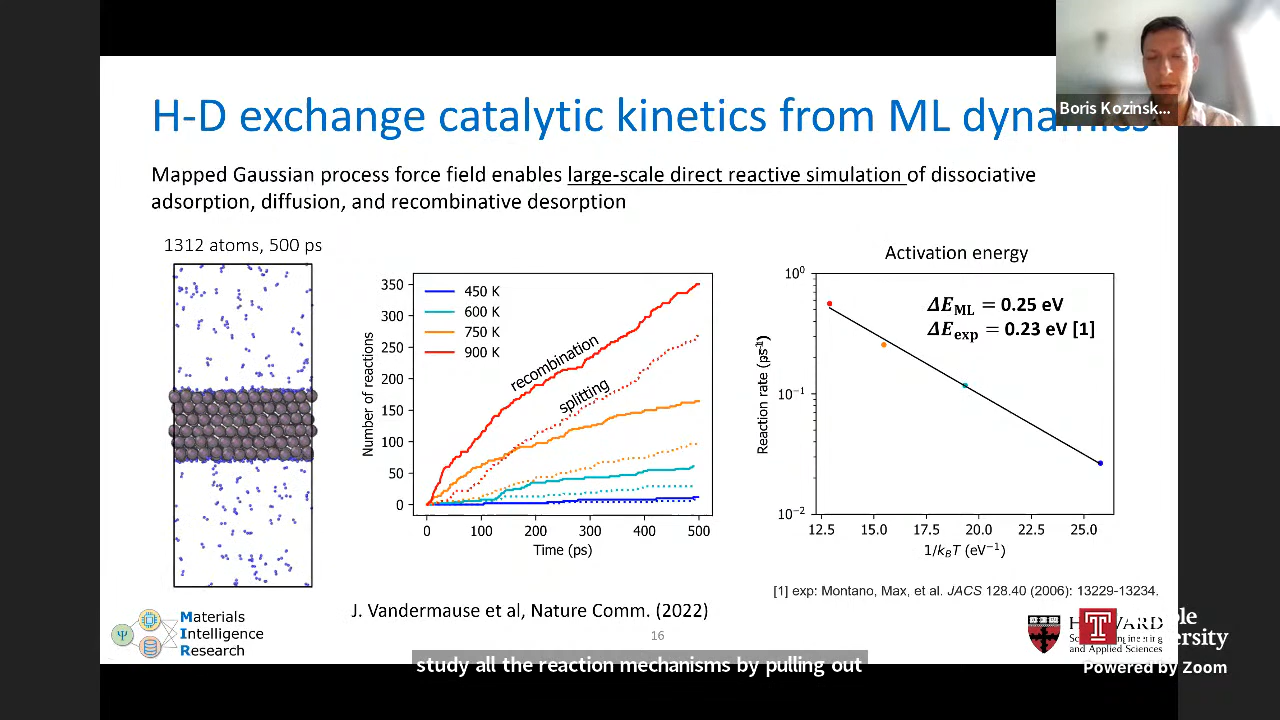 Boris Kozinsk...
H-D exchange catalytic kinetics from ML dynamics
Mapped Gaussian process force field enables large-scale direct reactive simulation of dissociative
adsorption, diffusion, and recombinative desorption
1312 atoms, 500 ps
Number of reactions
350
300
250
200
150
100
50
0
450 K
600 K
750 K
900 K
recombination
splitting
0 100 200 300 400 500
Time (ps)
Activation energy
Reaction rate (ps⁻¹)
10⁰
10⁻¹
10⁻²
ΔE_ML = 0.25 eV
ΔE_exp = 0.23 eV [1]
12.5 15.0 17.5 20.0 22.5 25.0
1/k_BT (eV⁻¹)
[1] exp: Montano, Max, et al. JACS 128.40 (2006): 13229-13234.
J. Vandermause et al, Nature Comm. (2022)
Ψ
Materials
Intelligence
Research
16
T
and Applied Sciences
Powered by Zoom
study all the reaction mechanisms by pulling out